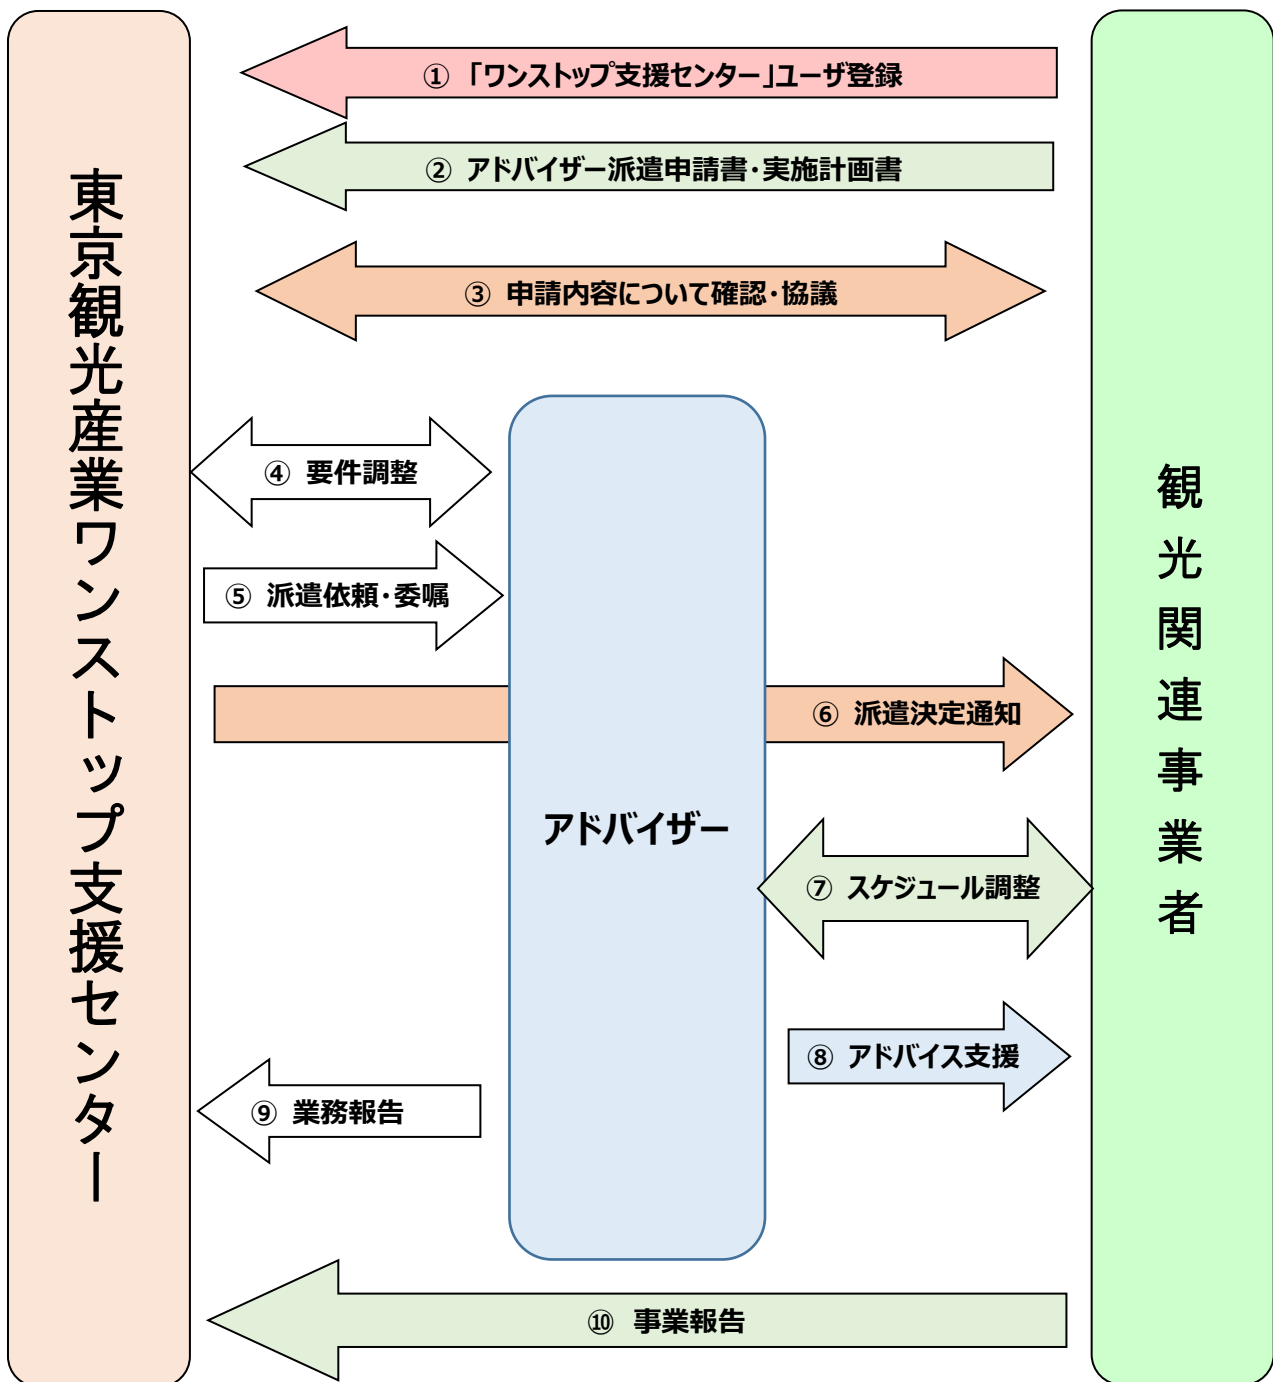 東京観光産業ワンストップ支援センター
① 「ワンストップ支援センター」ユーザ登録
② アドバイザー派遣申請書・実施計画書
③ 申請内容について確認・協議
④ 要件調整
⑤ 派遣依頼・委嘱
⑥ 派遣決定通知
アドバイザー
⑦ スケジュール調整
⑧ アドバイス支援
⑨ 業務報告
⑩ 事業報告
観光関連事業者